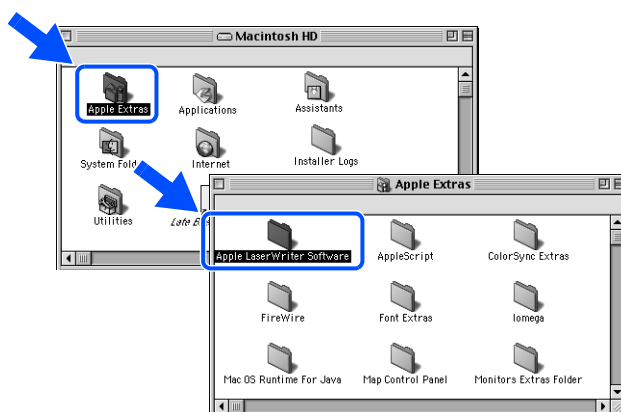 Macintosh HD
Apple Extras
Applications
Assistants
System Fold
Internet
Installer Logs
Utilities
Apple Extras
Apple LaserWriter Software
AppleScript
ColorSync Extras
FireWire
Font Extras
Iomega
Mac OS Runtime For Java
Map Control Panel
Monitors Extras Folder